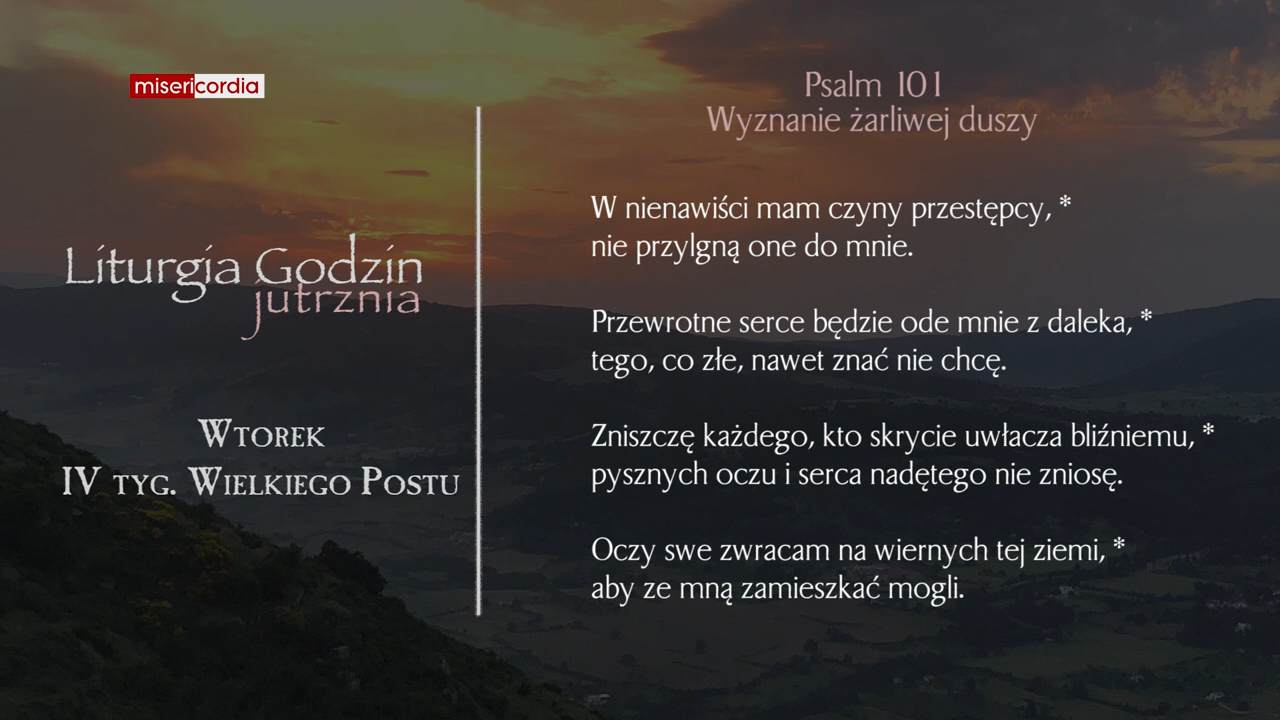 misericordia
Liturgia Godzin
jutrznia
Wtorek
IV tyg. Wielkiego Postu
Psalm 101
Wyznanie żarliwej duszy
W nienawiści mam czyny przestępcy, *
nie przylgną one do mnie.
Przewrotne serce będzie ode mnie z daleka, *
tego, co złe, nawet znać nie chcę.
Zniszczę każdego, kto skrycie uwłacza bliźniemu, *
pysznych oczu i serca nadętego nie zniosę.
Oczy swe zwracam na wiernych tej ziemi, *
aby ze mną zamieszkać mogli.